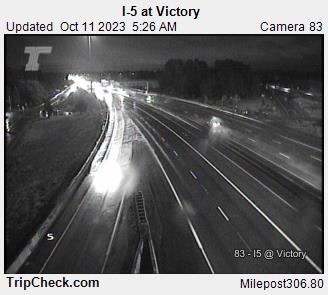 I-5 at Victory
Updated Oct 11 2023 5:26 AM Camera 83
T
S
83 - I5 @ Victory
TripCheck.com Milepost306.80